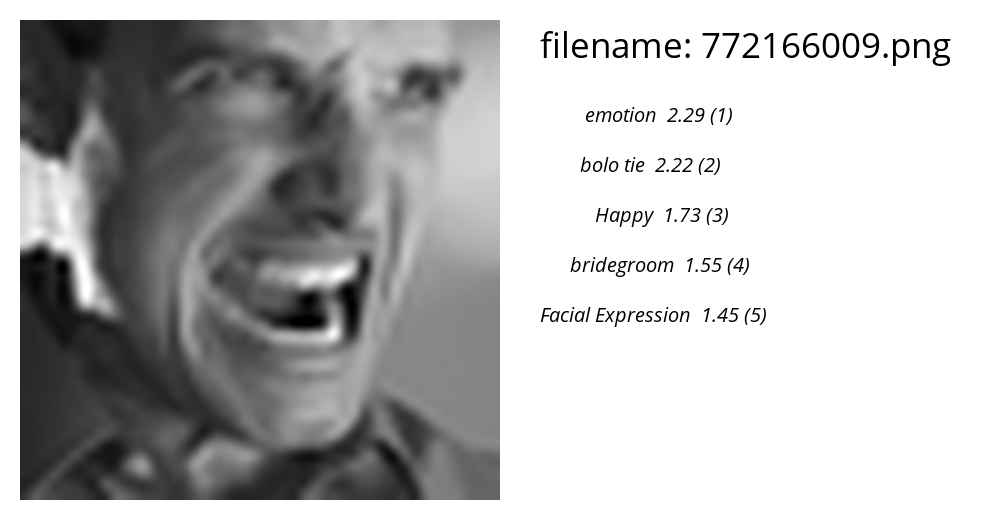 filename: 772166009.png
emotion 2.29 (1)
bolo tie 2.22 (2)
Happy 1.73 (3)
bridegroom 1.55 (4)
Facial Expression 1.45 (5)